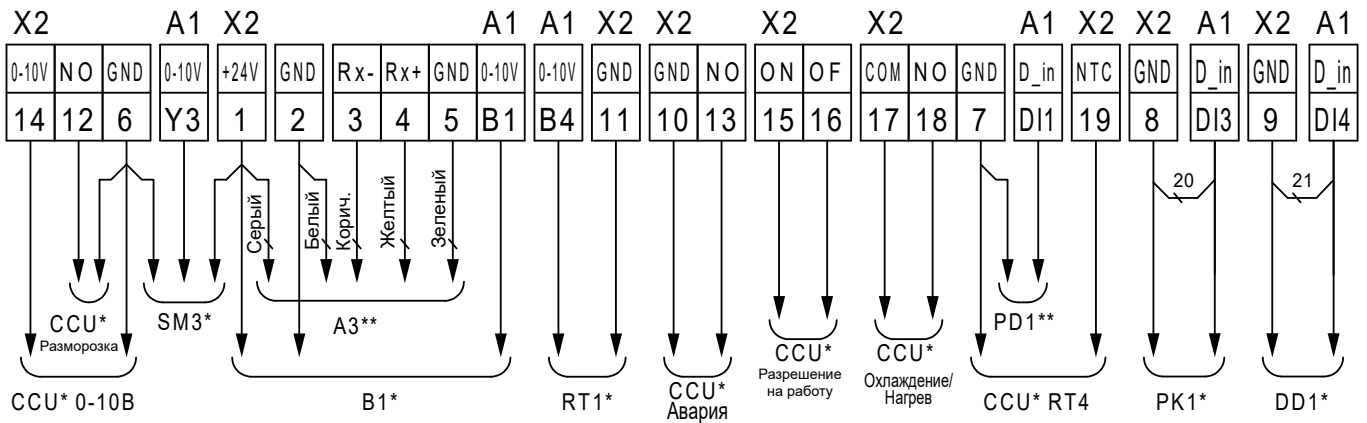 X2 A1 X2 A1 A1 X2 X2 X2 X2 A1 X2 X2 A1 X2 A1
0-10V NO GND 0-10V +24V GND Rx- Rx+ GND 0-10V 0-10V GND GND NO ON OF COM NO GND D_in NTC GND D_in GND D_in
14 12 6 Y3 1 2 3 4 5 B1 B4 11 10 13 15 16 17 18 7 DI1 19 8 DI3 9 DI4
20 21
Серый Белый Корич. Желтый Зеленый
CCU*
Разморозка
SM3*
A3**
PD1**
CCU*
Разрешение
на работу
CCU*
Охлаждение/
Нагрев
CCU* 0-10В
B1*
RT1*
CCU*
Авария
CCU* RT4
PK1*
DD1*